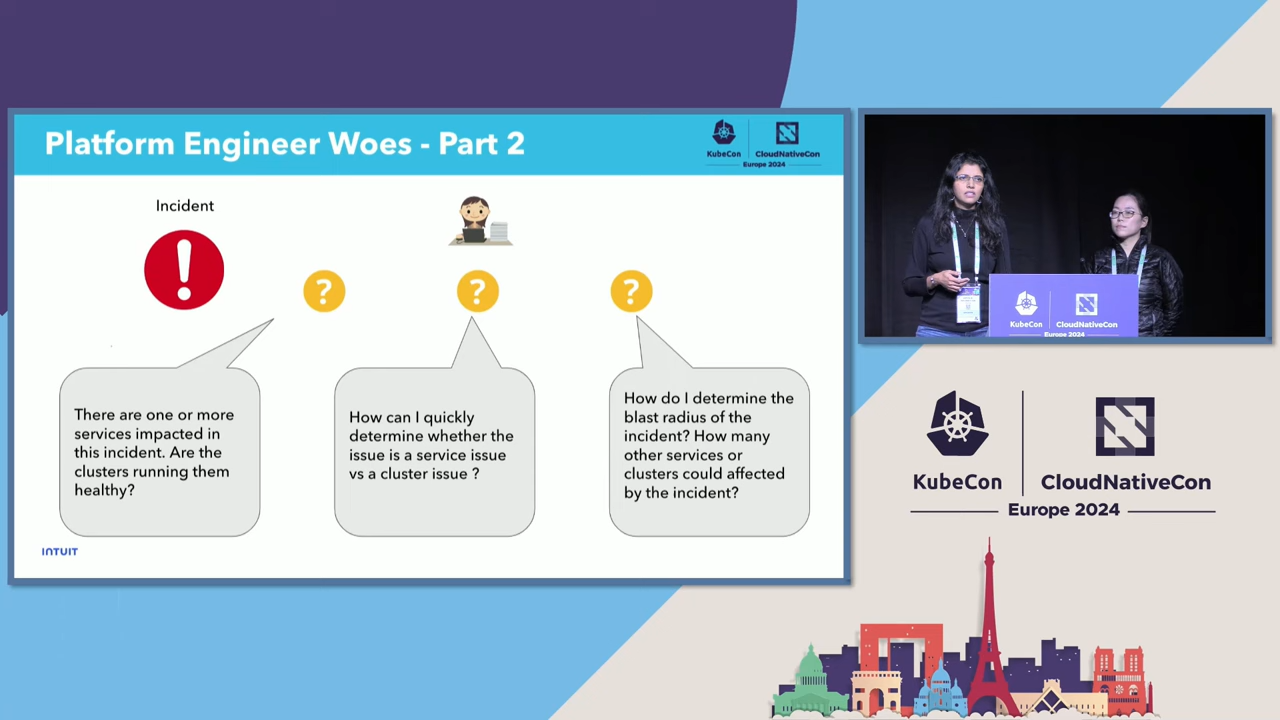 Platform Engineer Woes - Part 2
KubeCon
CloudNativeCon
Europe 2024
Incident
!
?
?
?
There are one or more
services impacted in
this incident. Are the
clusters running them
healthy?
How can I quickly
determine whether the
issue is a service issue
vs a cluster issue ?
How do I determine the
blast radius of the
incident? How many
other services or
clusters could affected
by the incident?
INTUIT
KubeCon
CloudNativeCon
Europe 2024
KubeCon
CloudNativeCon
Europe 2024